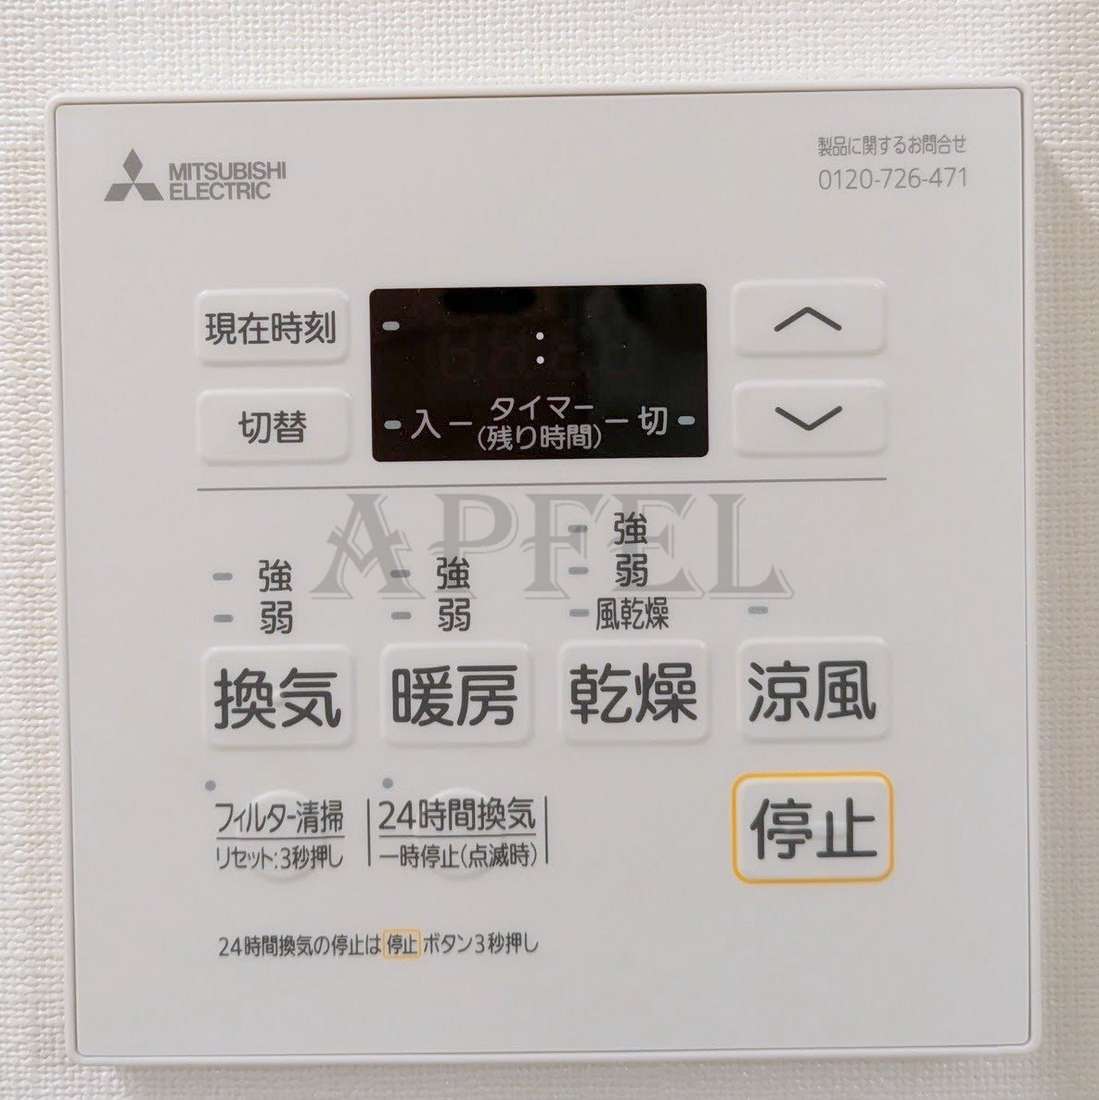 MITSUBISHI
ELECTRIC
製品に関するお問合せ
0120-726-471
現在時刻
切替
入 ー タイマー ー 切
(残り時間)
APFEL
強
弱
強
弱
強
弱
風乾燥
換気
暖房
乾燥
涼風
フィルター清掃
リセット:3秒押し
24時間換気
一時停止(点滅時)
停止
24時間換気の停止は 停止 ボタン3秒押し